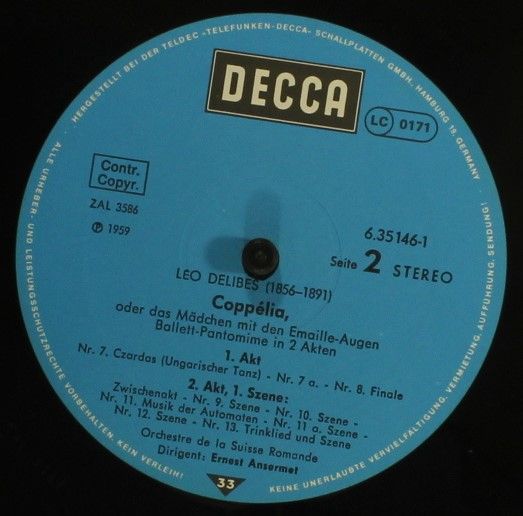 HERGESTELLT BEI DER TELDEC »TELEFUNKEN-DECCA« SCHALLPLATTEN GMBH, HAMBURG 19, GERMANY
DECCA
LC 0171
Contr.
Copyr.
ZAL 3586
℗ 1959
6.35146-1
Seite 2 STEREO
LEO DELIBES (1856-1891)
Coppélia,
oder das Mädchen mit den Emaille-Augen
Ballett-Pantomime in 2 Akten
1. Akt
Nr. 7. Czardas (Ungarischer Tanz) - Nr. 7 a. - Nr. 8. Finale
2. Akt, 1. Szene:
Zwischenakt - Nr. 9. Szene - Nr. 10. Szene -
Nr. 11. Musik der Automaten - Nr. 11 a. Szene -
Nr. 12. Szene - Nr. 13. Trinklied und Szene
Orchestre de la Suisse Romande
Dirigent: Ernest Ansermet
33
ALLE URHEBER- UND LEISTUNGSSCHUTZRECHTE VORBEHALTEN. KEIN VERLEIH!
KEINE UNERLAUBTE VERVIELFÄLTIGUNG, VERMIETUNG, AUFFÜHRUNG, SENDUNG!